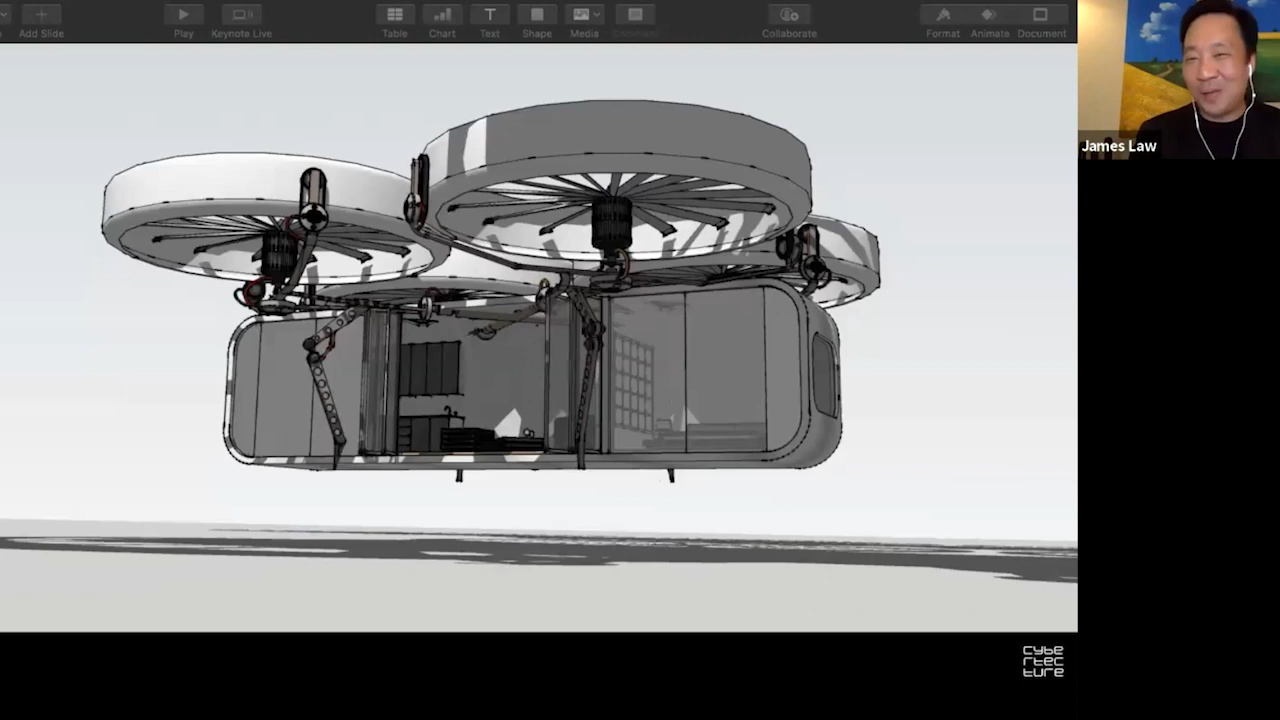 Add Slide
Play
Keynote Live
Table
Chart
Text
Shape
Media
Comment
Collaborate
Format
Animate
Document
James Law
cybe
rtec
ture